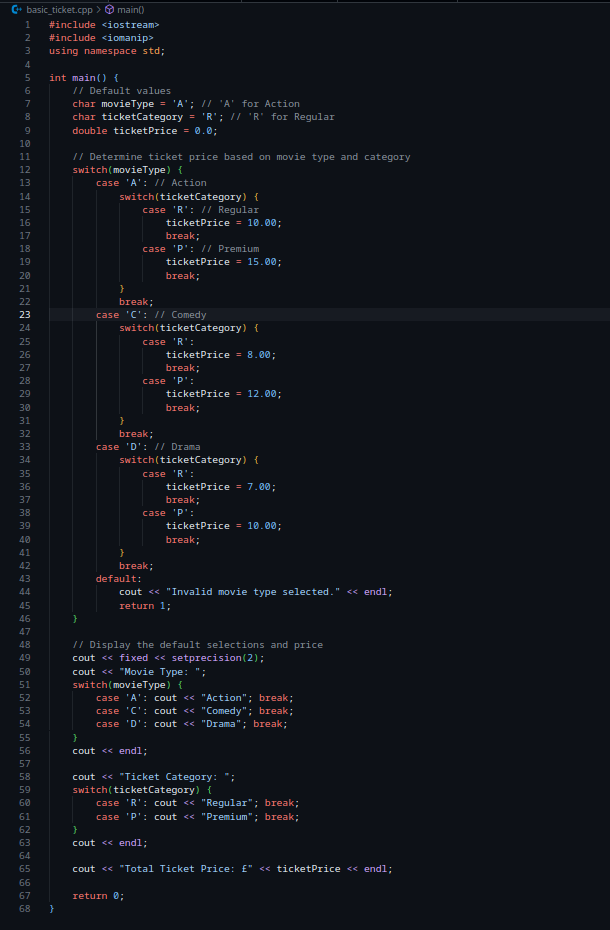 basic_ticket.cpp > main()
1 #include <iostream>
2 #include <iomanip>
3 using namespace std;
4
5 int main() {
6     // Default values
7     char movieType = 'A'; // 'A' for Action
8     char ticketCategory = 'R'; // 'R' for Regular
9     double ticketPrice = 0.0;
10
11     // Determine ticket price based on movie type and category
12     switch(movieType) {
13         case 'A': // Action
14             switch(ticketCategory) {
15                 case 'R': // Regular
16                     ticketPrice = 10.00;
17                     break;
18                 case 'P': // Premium
19                     ticketPrice = 15.00;
20                     break;
21             }
22             break;
23         case 'C': // Comedy
24             switch(ticketCategory) {
25                 case 'R':
26                     ticketPrice = 8.00;
27                     break;
28                 case 'P':
29                     ticketPrice = 12.00;
30                     break;
31             }
32             break;
33         case 'D': // Drama
34             switch(ticketCategory) {
35                 case 'R':
36                     ticketPrice = 7.00;
37                     break;
38                 case 'P':
39                     ticketPrice = 10.00;
40                     break;
41             }
42             break;
43         default:
44             cout << "Invalid movie type selected." << endl;
45             return 1;
46     }
47
48     // Display the default selections and price
49     cout << fixed << setprecision(2);
50     cout << "Movie Type: ";
51     switch(movieType) {
52         case 'A': cout << "Action"; break;
53         case 'C': cout << "Comedy"; break;
54         case 'D': cout << "Drama"; break;
55     }
56     cout << endl;
57
58     cout << "Ticket Category: ";
59     switch(ticketCategory) {
60         case 'R': cout << "Regular"; break;
61         case 'P': cout << "Premium"; break;
62     }
63     cout << endl;
64
65     cout << "Total Ticket Price: £" << ticketPrice << endl;
66
67     return 0;
68 }